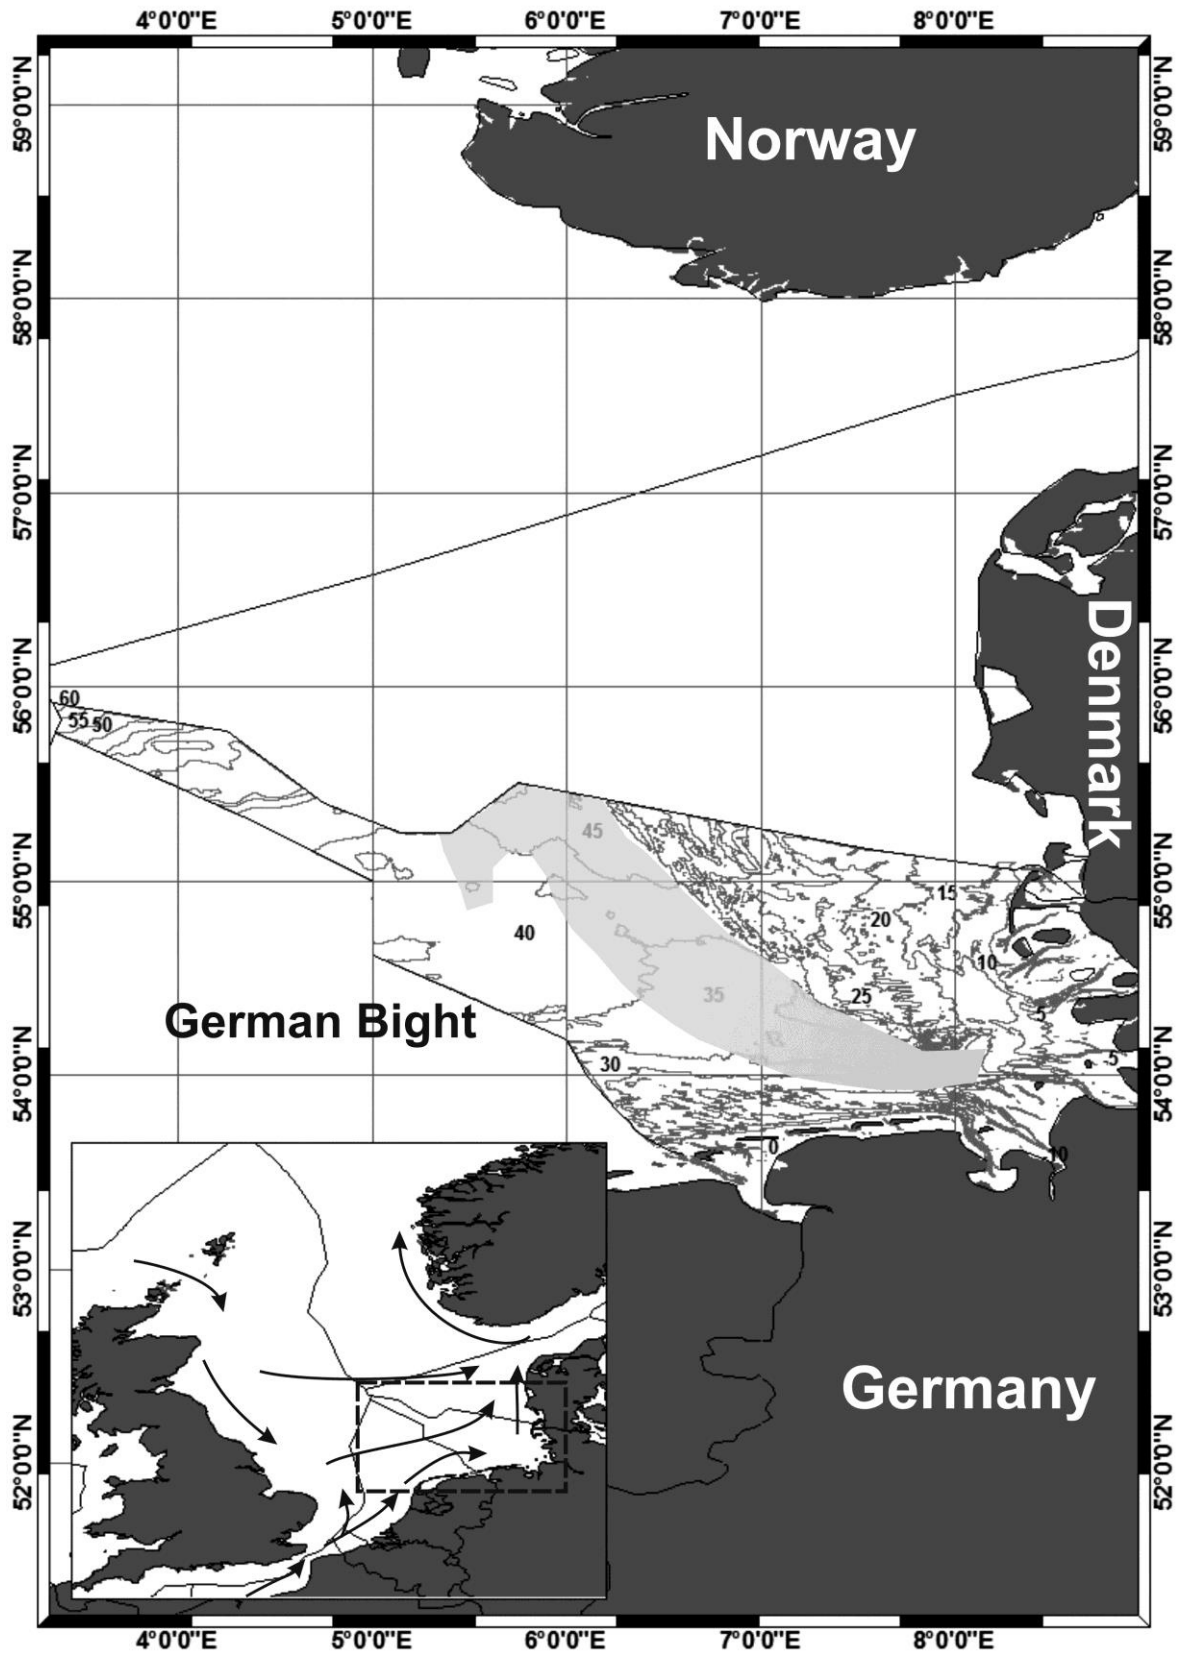 4°0'0"E 5°0'0"E 6°0'0"E 7°0'0"E 8°0'0"E
59°0'0"N 59°0'0"N
Norway
58°0'0"N 58°0'0"N
57°0'0"N 57°0'0"N
Denmark
56°0'0"N 56°0'0"N
60
55 50
45
55°0'0"N 55°0'0"N
15
20
40
10
35
25
5
German Bight
30
5
54°0'0"N 54°0'0"N
0
10
53°0'0"N 53°0'0"N
Germany
52°0'0"N 52°0'0"N
4°0'0"E 5°0'0"E 6°0'0"E 7°0'0"E 8°0'0"E